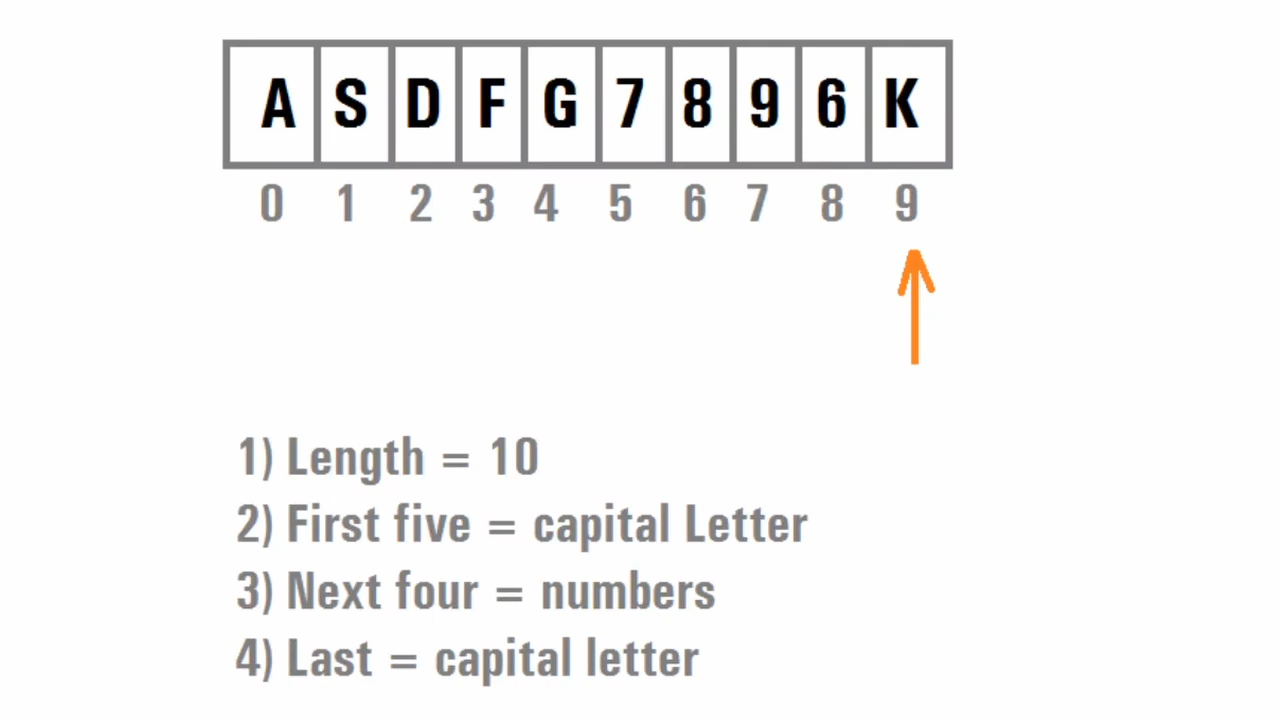 A S D F G 7 8 9 6 K
0 1 2 3 4 5 6 7 8 9
1) Length = 10
2) First five = capital Letter
3) Next four = numbers
4) Last = capital letter